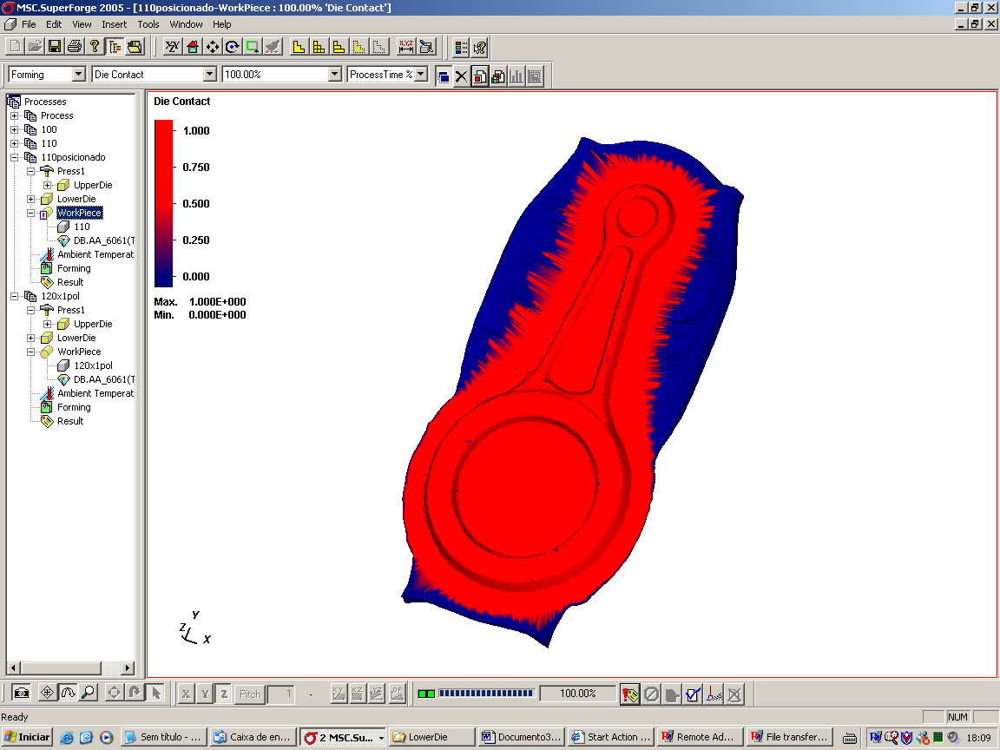 MSC.SuperForge 2005 - [110posicionado-WorkPiece : 100.00% 'Die Contact']
File Edit View Insert Tools Window Help
Forming Die Contact 100.00% ProcessTime %
Processes
Process
100
110
110posicionado
Press1
UpperDie
LowerDie
WorkPiece
110
DB.AA_6061(T
Ambient Temperat
Forming
Result
120x1pol
Press1
UpperDie
LowerDie
WorkPiece
120x1pol
DB.AA_6061(T
Ambient Temperat
Forming
Result
Die Contact
1.000
0.750
0.500
0.250
0.000
Max. 1.000E+000
Min. 0.000E+000
Y
Z
X
X Y Z Pitch 1 - 100.00%
Ready NUM
Iniciar Sem título - ... Caixa de en... 2 MSC.Su... LowerDie Documento3... Start Action ... Remote Ad... File transfer... 18:09